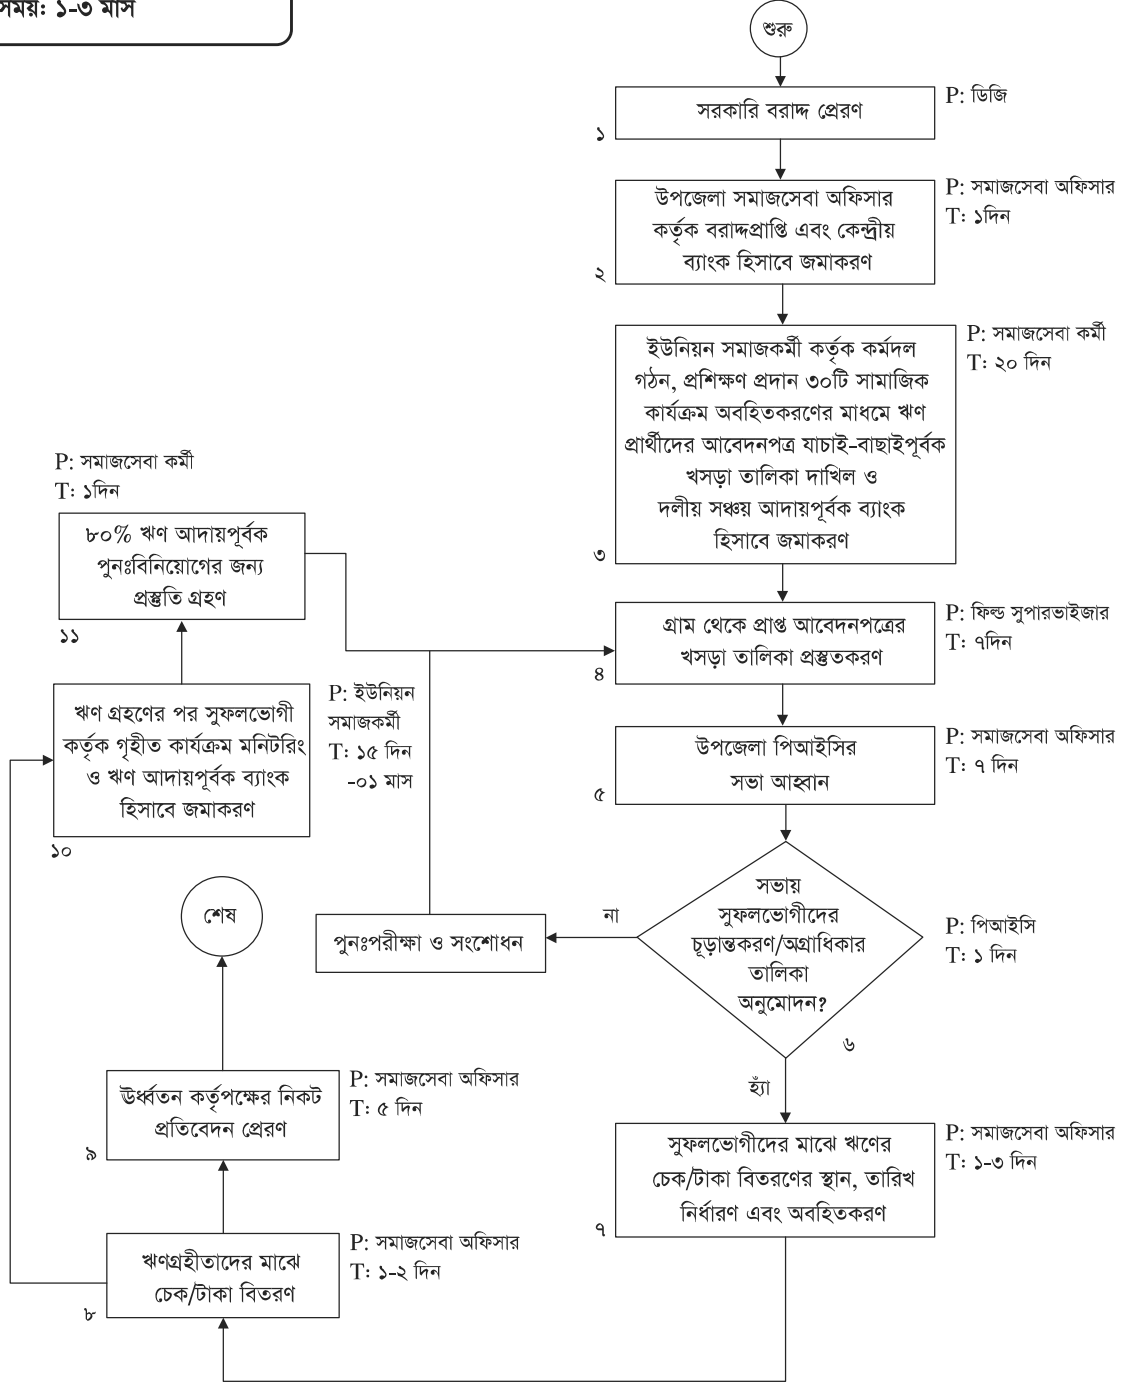 সময়: ১-৩ মাস
শুরু
সরকারি বরাদ্দ প্রেরণ
১
P: ডিজি
উপজেলা সমাজসেবা অফিসার
কর্তৃক বরাদ্দপ্রাপ্তি এবং কেন্দ্রীয়
ব্যাংক হিসাবে জমাকরণ
২
P: সমাজসেবা অফিসার
T: ১দিন
ইউনিয়ন সমাজকর্মী কর্তৃক কর্মদল
গঠন, প্রশিক্ষণ প্রদান ৩০টি সামাজিক
কার্যক্রম অবহিতকরণের মাধমে ঋণ
প্রার্থীদের আবেদনপত্র যাচাই-বাছাইপূর্বক
খসড়া তালিকা দাখিল ও
দলীয় সঞ্চয় আদায়পূর্বক ব্যাংক
হিসাবে জমাকরণ
৩
P: সমাজসেবা কর্মী
T: ২০ দিন
গ্রাম থেকে প্রাপ্ত আবেদনপত্রের
খসড়া তালিকা প্রস্তুতকরণ
৪
P: ফিল্ড সুপারভাইজার
T: ৭দিন
উপজেলা পিআইসির
সভা আহ্বান
৫
P: সমাজসেবা অফিসার
T: ৭ দিন
সভায়
সুফলভোগীদের
চূড়ান্তকরণ/অগ্রাধিকার
তালিকা
অনুমোদন?
৬
P: পিআইসি
T: ১ দিন
না
পুনঃপরীক্ষা ও সংশোধন
P: ইউনিয়ন
সমাজকর্মী
T: ১৫ দিন
-০১ মাস
হ্যাঁ
সুফলভোগীদের মাঝে ঋণের
চেক/টাকা বিতরণের স্থান, তারিখ
নির্ধারণ এবং অবহিতকরণ
৭
P: সমাজসেবা অফিসার
T: ১-৩ দিন
ঋণগ্রহীতাদের মাঝে
চেক/টাকা বিতরণ
৮
P: সমাজসেবা অফিসার
T: ১-২ দিন
ঊর্ধ্বতন কর্তৃপক্ষের নিকট
প্রতিবেদন প্রেরণ
৯
P: সমাজসেবা অফিসার
T: ৫ দিন
শেষ
ঋণ গ্রহণের পর সুফলভোগী
কর্তৃক গৃহীত কার্যক্রম মনিটরিং
ও ঋণ আদায়পূর্বক ব্যাংক
হিসাবে জমাকরণ
১০
P: সমাজসেবা কর্মী
T: ১দিন
৮০% ঋণ আদায়পূর্বক
পুনঃবিনিয়োগের জন্য
প্রস্তুতি গ্রহণ
১১